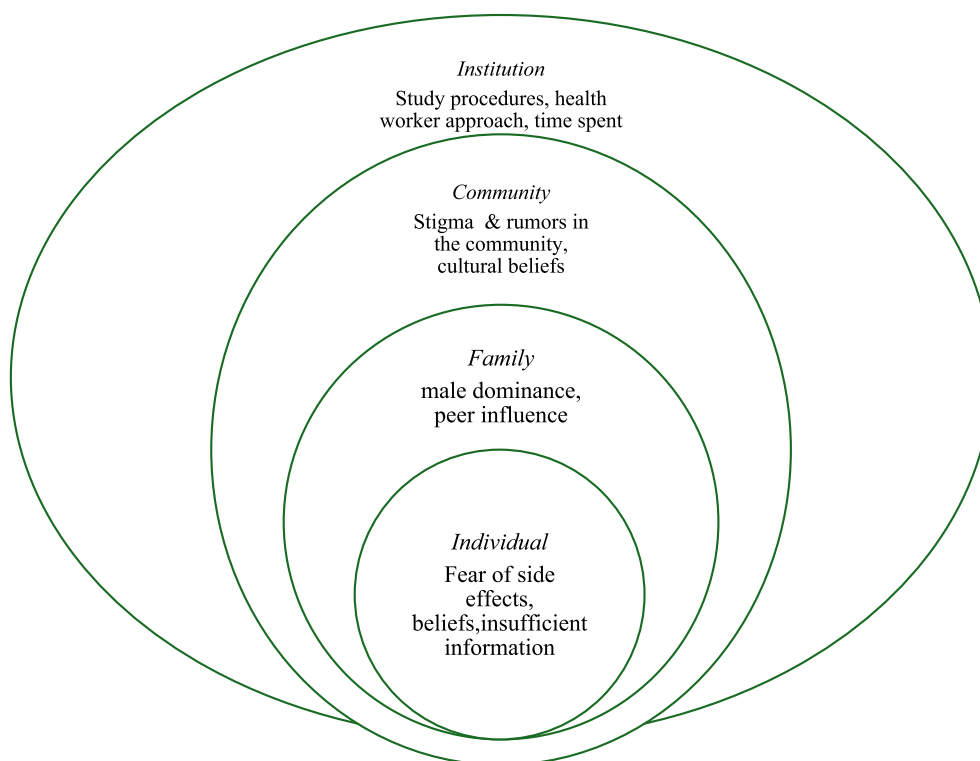 Institution
Study procedures, health
worker approach, time spent
Community
Stigma & rumors in
the community,
cultural beliefs
Family
male dominance,
peer influence
Individual
Fear of side
effects,
beliefs,insufficient
information